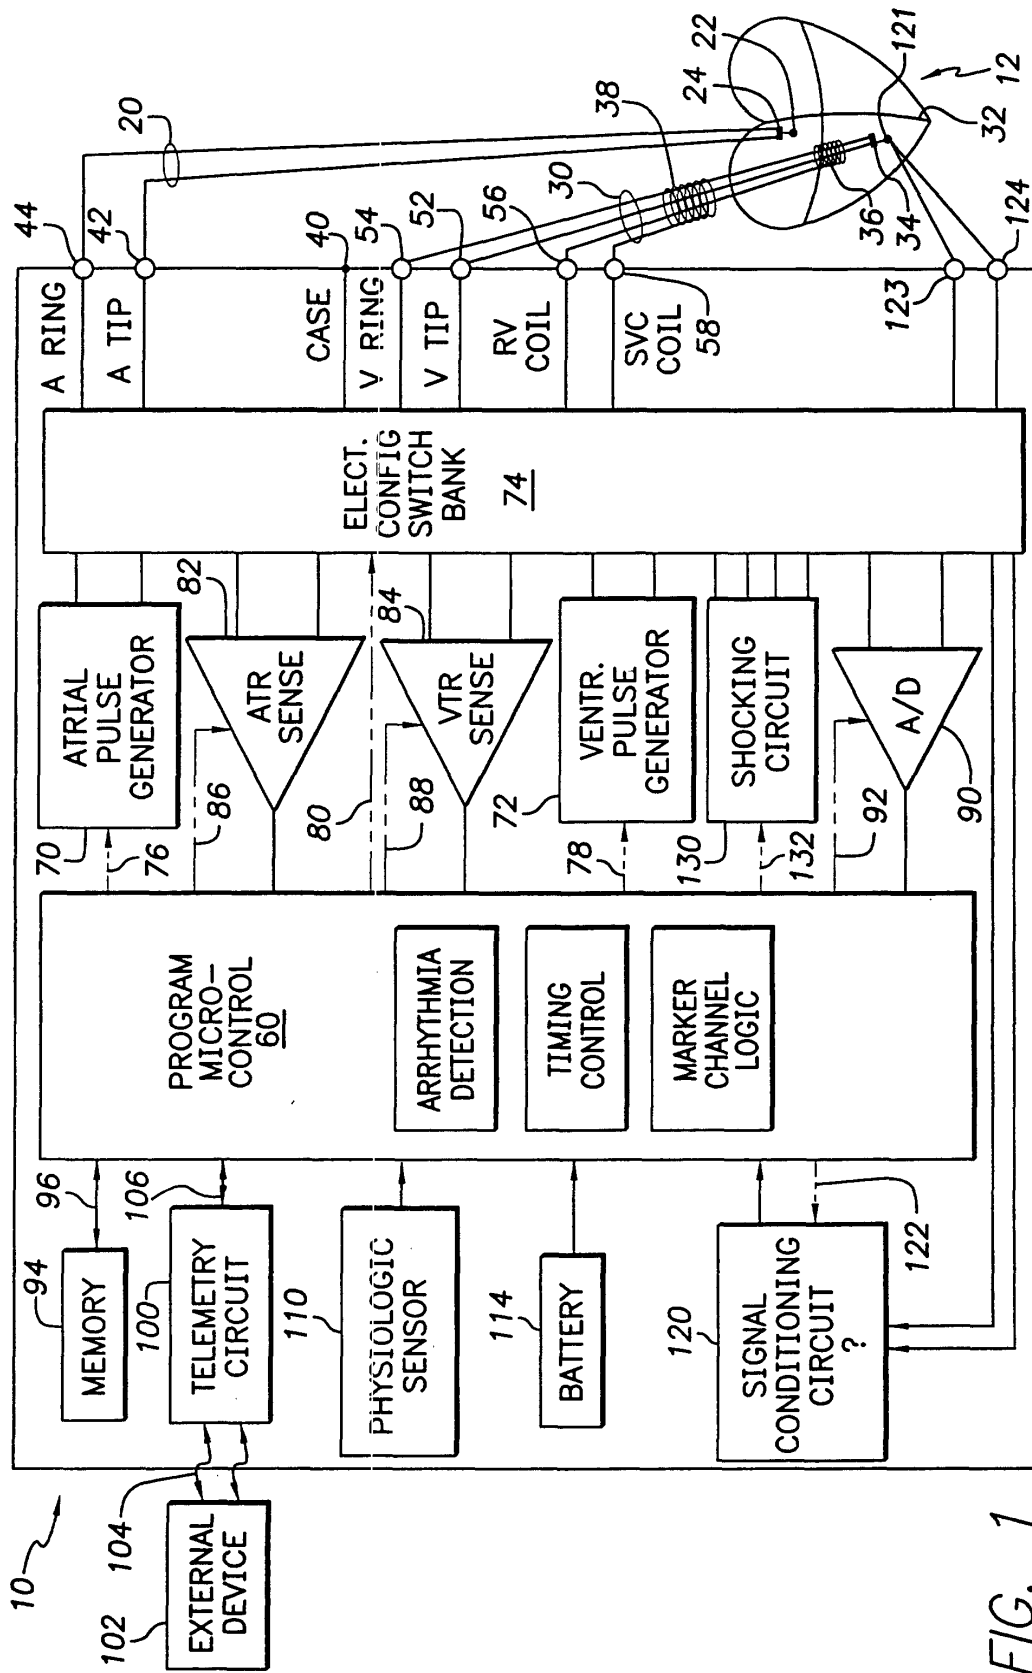 10
102
EXTERNAL
DEVICE
104
94
MEMORY
96
100
TELEMETRY
CIRCUIT
106
110
PHYSIOLOGIC
SENSOR
114
BATTERY
120
SIGNAL
CONDITIONING
CIRCUIT
?
122
PROGRAM
MICRO-
CONTROL
60
ARRHYTHMIA
DETECTION
TIMING
CONTROL
MARKER
CHANNEL
LOGIC
70
76
ATRIAL
PULSE
GENERATOR
82
86
ATR
SENSE
80
84
88
VTR
SENSE
72
78
VENTR.
PULSE
GENERATOR
130
132
SHOCKING
CIRCUIT
92
A/D
90
ELECT.
CONFIG
SWITCH
BANK
74
A RING
44
A TIP
42
CASE
40
V RING
54
V TIP
52
RV
COIL
56
SVC
COIL
58
123
124
20
30
38
24
22
36
34
121
32
12
FIG. 1